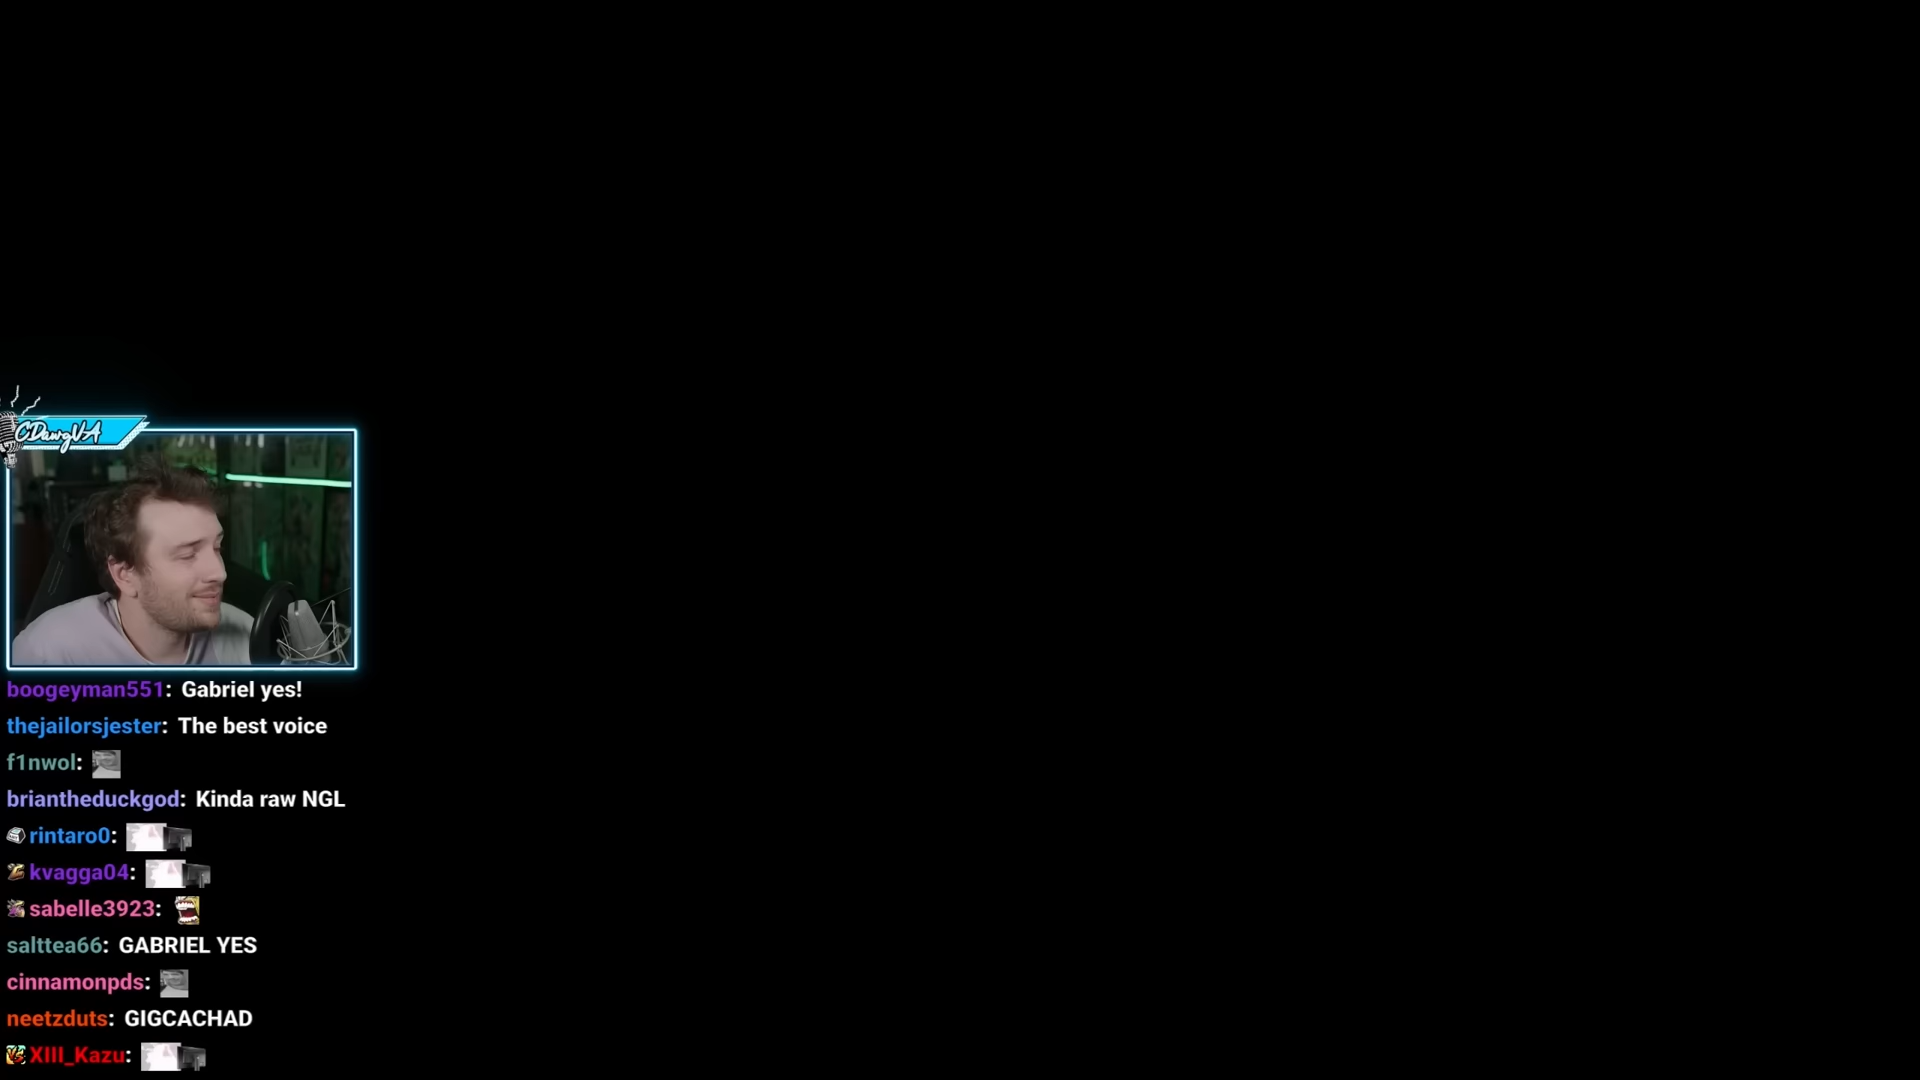 CDawgVA
boogeyman551: Gabriel yes!
thejailorsjester: The best voice
f1nwol:
briantheduckgod: Kinda raw NGL
rintaro0:
kvagga04:
sabelle3923:
salttea66: GABRIEL YES
cinnamonpds:
neetzduts: GIGCACHAD
XIII_Kazu: